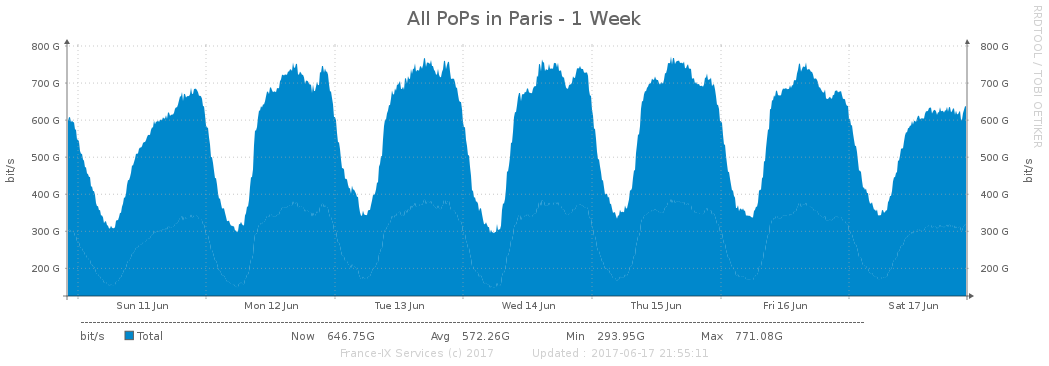 All PoPs in Paris - 1 Week
RRDTOOL / TOBI OETIKER
bit/s
800 G
700 G
600 G
500 G
400 G
300 G
200 G
800 G
700 G
600 G
500 G
400 G
300 G
200 G
bit/s
Sun 11 Jun Mon 12 Jun Tue 13 Jun Wed 14 Jun Thu 15 Jun Fri 16 Jun Sat 17 Jun
bit/s Total Now 646.75G Avg 572.26G Min 293.95G Max 771.08G
France-IX Services (c) 2017 Updated : 2017-06-17 21:55:11